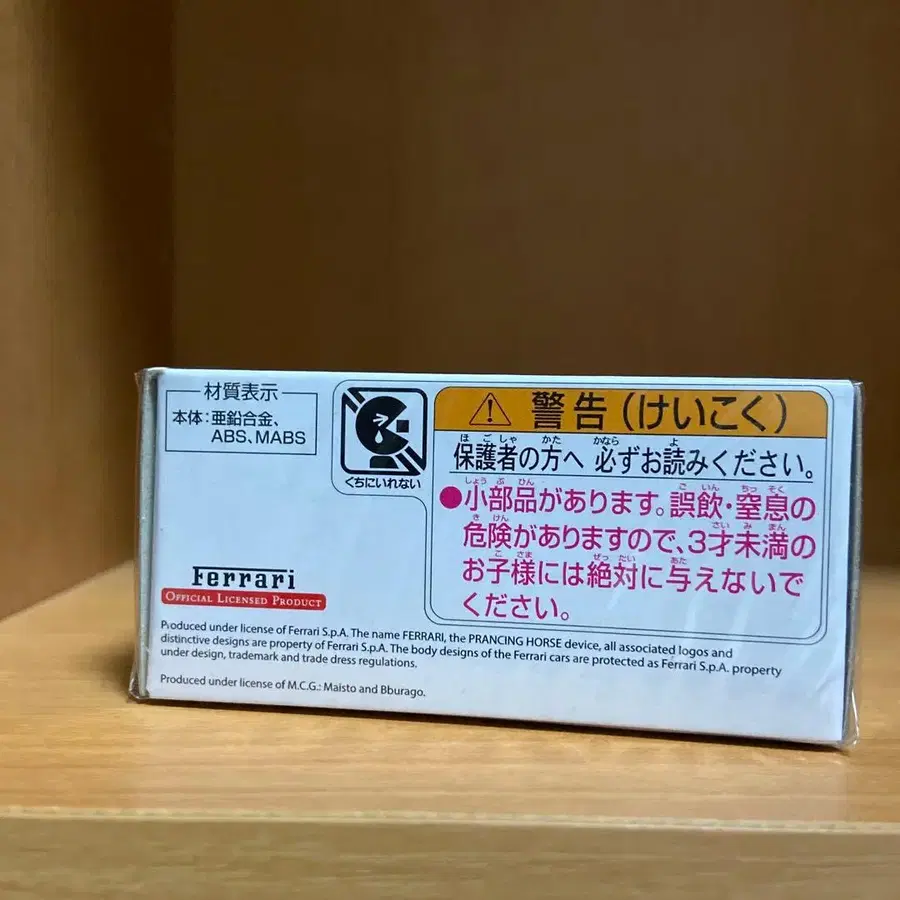 材質表示
本体:亜鉛合金、
ABS、MABS
くちにいれない
警告(けいこく)
ほごしゃ かた かなら よ
保護者の方へ 必ずお読みください。
しょうぶひん ごいん ちっそく
●小部品があります。誤飲・窒息の
きけん さいみまん
危険がありますので、3才未満の
こさま ぜったい あた
お子様には絶対に与えないで
ください。
Ferrari
OFFICIAL LICENSED PRODUCT
Produced under license of Ferrari S.p.A. The name FERRARI, the PRANCING HORSE device, all associated logos and
distinctive designs are property of Ferrari S.p.A. The body designs of the Ferrari cars are protected as Ferrari S.p.A. property
under design, trademark and trade dress regulations.
Produced under license of M.C.G.: Maisto and Bburago.